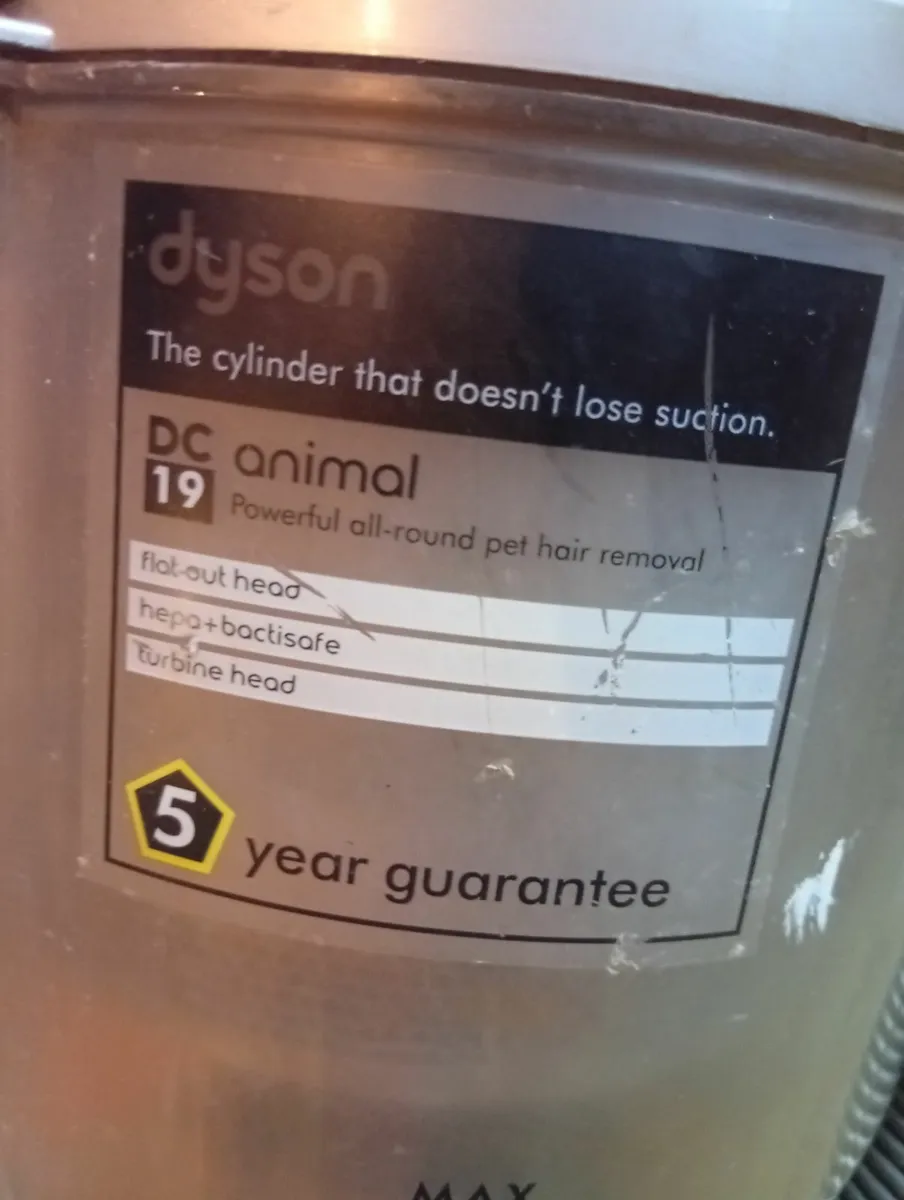 dyson
The cylinder that doesn't lose suction.
DC animal
19 Powerful all-round pet hair removal
flat-out head
hepa+bactisafe
turbine head
5 year guarantee
MAX